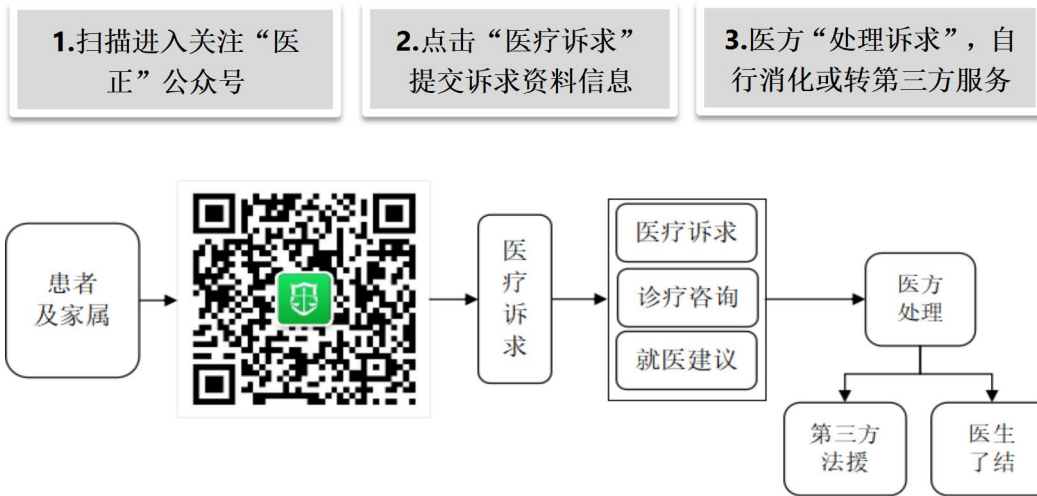 1.扫描进入关注“医
正”公众号
2.点击“医疗诉求”
提交诉求资料信息
3.医方“处理诉求”，自
行消化或转第三方服务
患者
及家属
医
疗
诉
求
医疗诉求
诊疗咨询
就医建议
医方
处理
第三方
法援
医生
了结